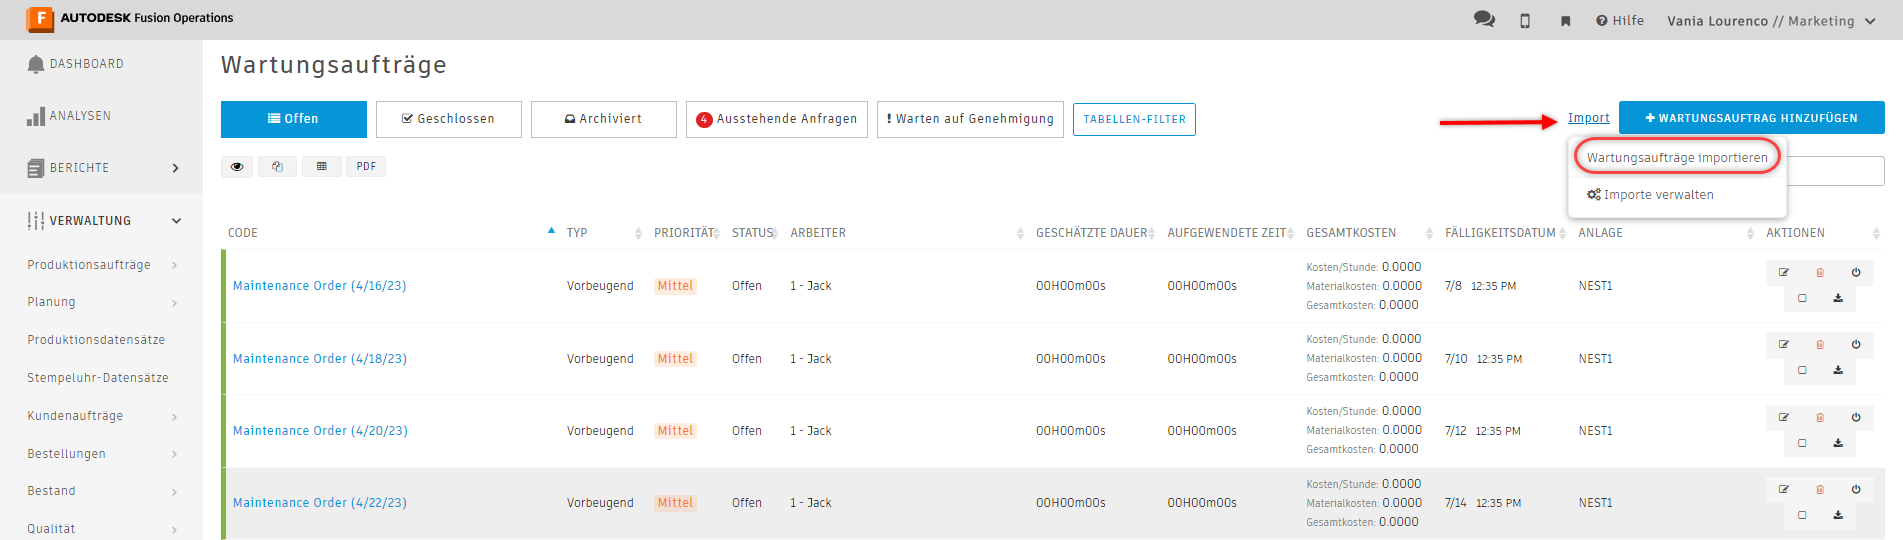 AUTODESK Fusion Operations
Hilfe
Vania Lourenco // Marketing
DASHBOARD
ANALYSEN
BERICHTE
VERWALTUNG
Produktionsaufträge
Planung
Produktionsdatensätze
Stempeluhr-Datensätze
Kundenaufträge
Bestellungen
Bestand
Qualität
Wartungsaufträge
Offen
Geschlossen
Archiviert
4 Ausstehende Anfragen
! Warten auf Genehmigung
TABELLEN-FILTER
Import
+ WARTUNGSAUFTRAG HINZUFÜGEN
Wartungsaufträge importieren
Importe verwalten
PDF
CODE TYP PRIORITÄT STATUS ARBEITER GESCHÄTZTE DAUER AUFGEWENDETE ZEIT GESAMTKOSTEN FÄLLIGKEITSDATUM ANLAGE AKTIONEN
Kosten/Stunde: 0.0000
Maintenance Order (4/16/23) Vorbeugend Mittel Offen 1 - Jack 00H00m00s 00H00m00s Materialkosten: 0.0000 7/8 12:35 PM NEST1
Gesamtkosten: 0.0000
Kosten/Stunde: 0.0000
Maintenance Order (4/18/23) Vorbeugend Mittel Offen 1 - Jack 00H00m00s 00H00m00s Materialkosten: 0.0000 7/10 12:35 PM NEST1
Gesamtkosten: 0.0000
Kosten/Stunde: 0.0000
Maintenance Order (4/20/23) Vorbeugend Mittel Offen 1 - Jack 00H00m00s 00H00m00s Materialkosten: 0.0000 7/12 12:35 PM NEST1
Gesamtkosten: 0.0000
Kosten/Stunde: 0.0000
Maintenance Order (4/22/23) Vorbeugend Mittel Offen 1 - Jack 00H00m00s 00H00m00s Materialkosten: 0.0000 7/14 12:35 PM NEST1
Gesamtkosten: 0.0000